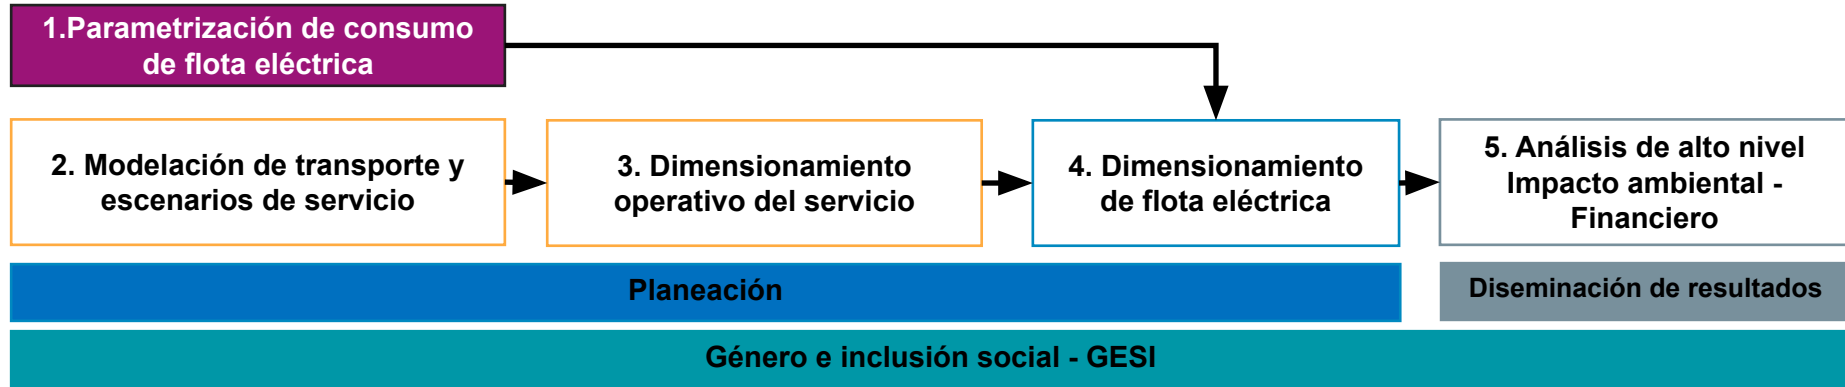 1.Parametrización de consumo
de flota eléctrica
2. Modelación de transporte y
escenarios de servicio
3. Dimensionamiento
operativo del servicio
4. Dimensionamiento
de flota eléctrica
5. Análisis de alto nivel
Impacto ambiental -
Financiero
Planeación
Diseminación de resultados
Género e inclusión social - GESI